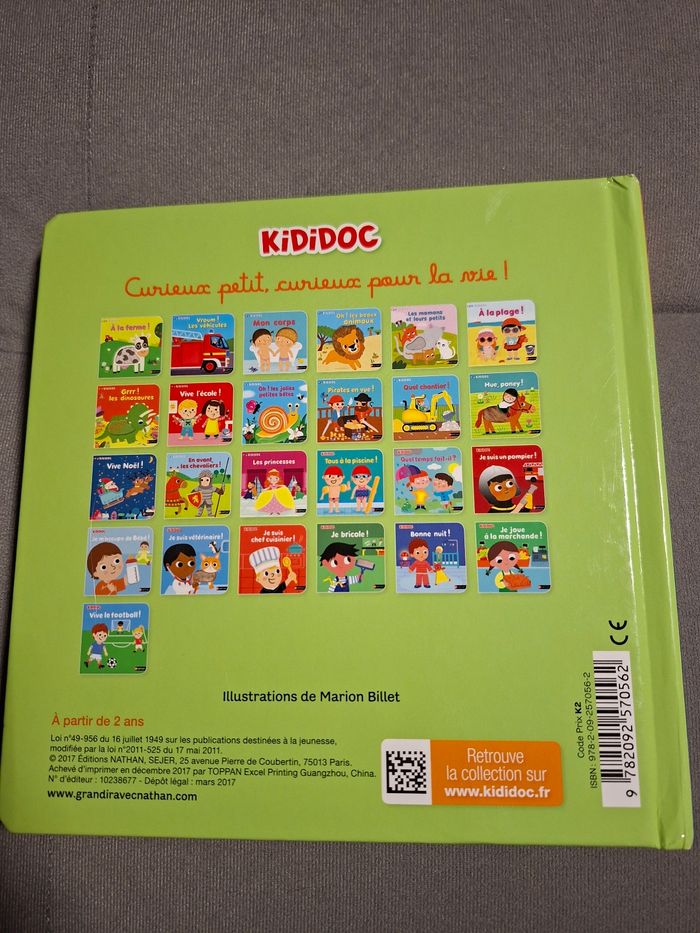 KiDiDOC
Curieux petit, curieux pour la vie !
À la ferme !
Vroum !
Les véhicules
Mon corps
Oh ! les beaux
animaux
Les mamans
et leurs petits
À la plage !
Grrr !
les dinosaures
Vive l'école !
Oh ! les jolies
petites bêtes
Pirates en vue !
Quel chantier !
Hue, poney !
Vive Noël !
En avant,
les chevaliers !
Les princesses
Tous à la piscine !
Quel temps fait-il ?
Je suis un pompier !
Je m'occupe de Bébé !
Je suis vétérinaire !
Je suis
chef cuisinier !
Je bricole !
Bonne nuit !
Je joue
à la marchande !
Vive le football !
Illustrations de Marion Billet
À partir de 2 ans
Loi n°49-956 du 16 juillet 1949 sur les publications destinées à la jeunesse,
modifiée par la loi n°2011-525 du 17 mai 2011.
© 2017 Éditions NATHAN, SEJER, 25 avenue Pierre de Coubertin, 75013 Paris.
Achevé d'imprimer en décembre 2017 par TOPPAN Excel Printing Guangzhou, China.
N° d'éditeur : 10238677 - Dépôt légal : mars 2017
www.grandiravecnathan.com
Retrouve
la collection sur
www.kididoc.fr
CE
Code Prix K2
ISBN : 978-2-09-257056-2
9 782092 570562